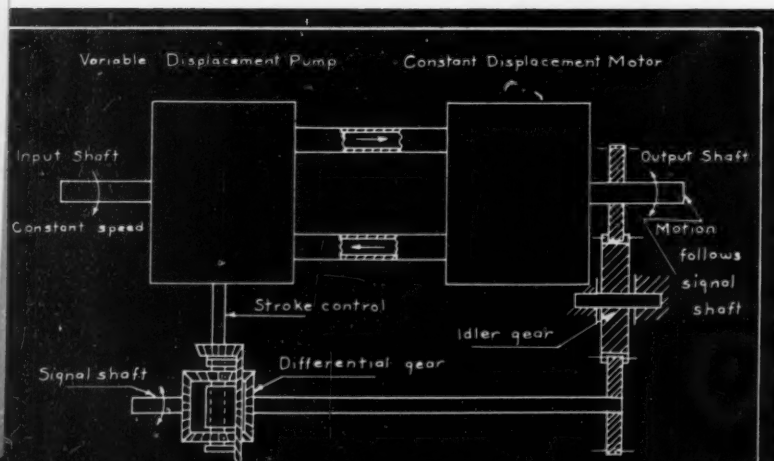 Variable Displacement Pump
Constant Displacement Motor
Input Shaft
Constant speed
Output Shaft
Motion
follows
signal
shaft
Stroke control
Idler gear
Differential gear
Signal shaft